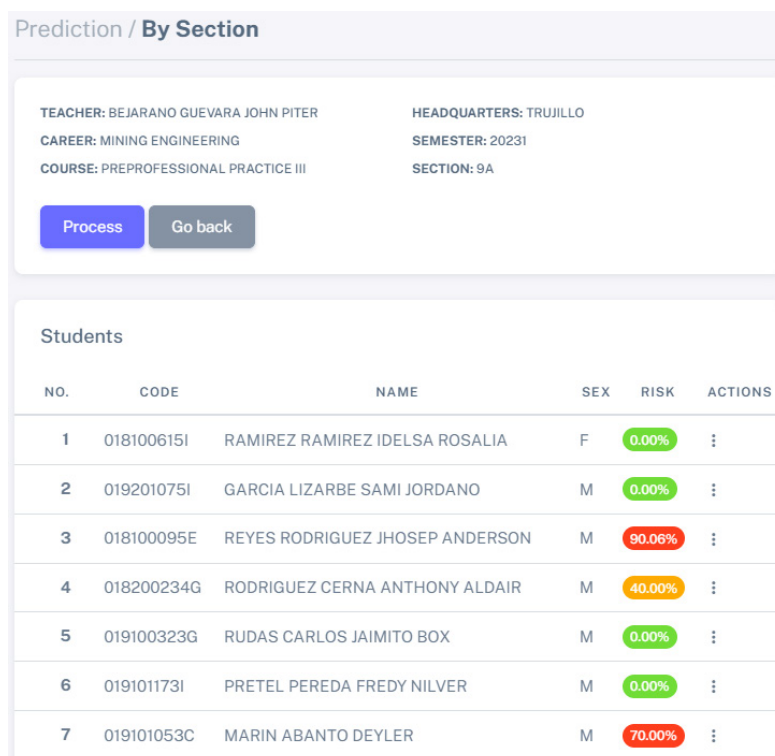 Prediction / By Section
TEACHER: BEJARANO GUEVARA JOHN PITER HEADQUARTERS: TRUJILLO
CAREER: MINING ENGINEERING SEMESTER: 20231
COURSE: PREPROFESSIONAL PRACTICE III SECTION: 9A
Process Go back
Students
NO. CODE NAME SEX RISK ACTIONS
1 018100615I RAMIREZ RAMIREZ IDELSA ROSALIA F 0.00%
2 019201075I GARCIA LIZARBE SAMI JORDANO M 0.00%
3 018100095E REYES RODRIGUEZ JHOSEP ANDERSON M 90.06%
4 018200234G RODRIGUEZ CERNA ANTHONY ALDAIR M 40.00%
5 019100323G RUDAS CARLOS JAIMITO BOX M 0.00%
6 019101173I PRETEL PEREDA FREDY NILVER M 0.00%
7 019101053C MARIN ABANTO DEYLER M 70.00%